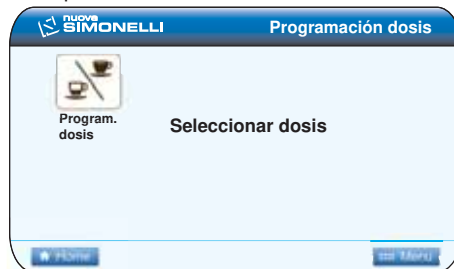 nuova
SIMONELLI
Programación dosis
Program.
dosis
Seleccionar dosis
Home
Menu